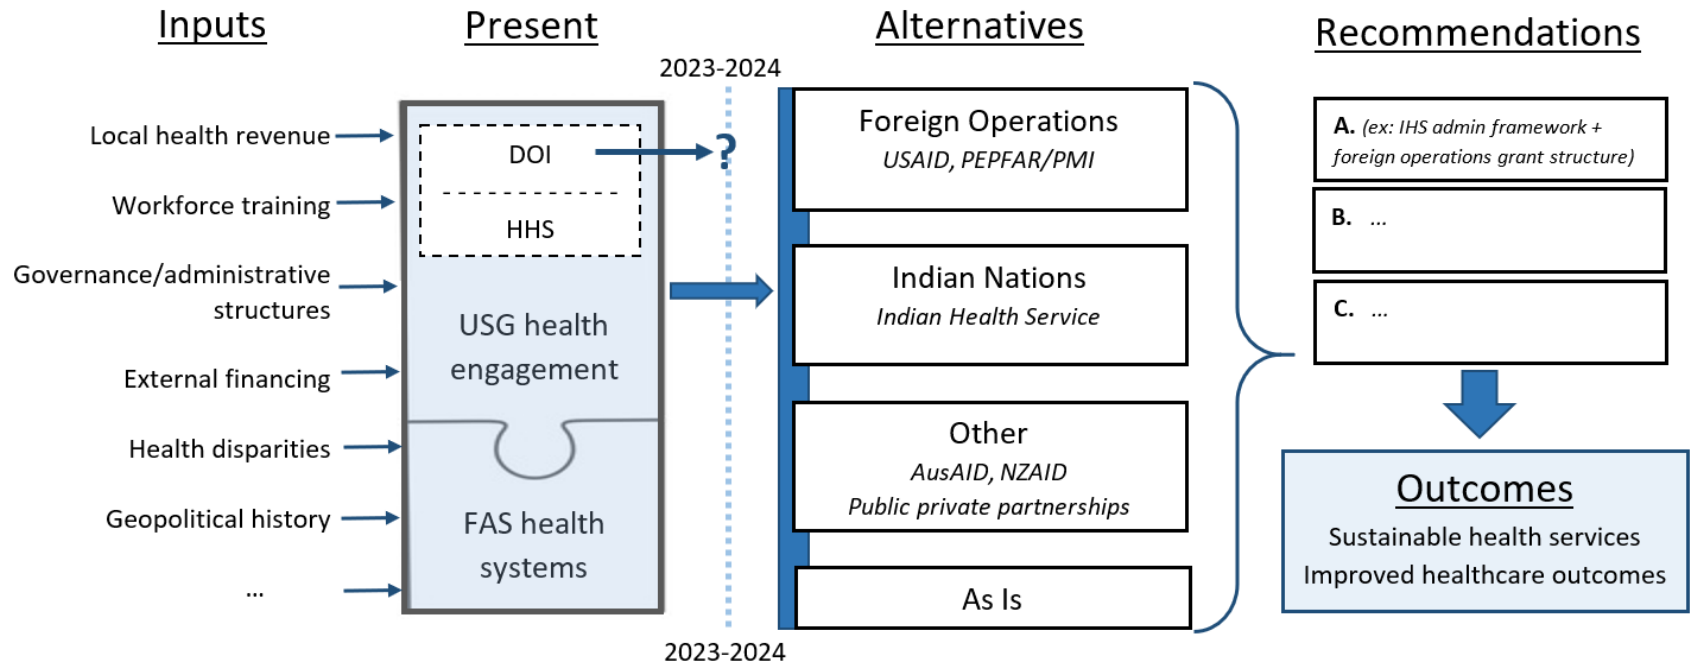 Inputs
Local health revenue
Workforce training
Governance/administrative
structures
External financing
Health disparities
Geopolitical history
...
Present
DOI
HHS
USG health
engagement
FAS health
systems
2023-2024
?
2023-2024
Alternatives
Foreign Operations
USAID, PEPFAR/PMI
Indian Nations
Indian Health Service
Other
AusAID, NZAID
Public private partnerships
As Is
Recommendations
A. (ex: IHS admin framework +
foreign operations grant structure)
B. ...
C. ...
Outcomes
Sustainable health services
Improved healthcare outcomes